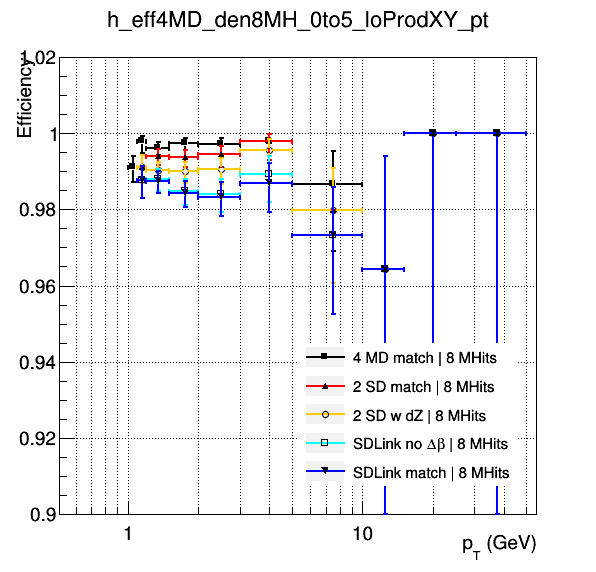 h_eff4MD_den8MH_0to5_loProdXY_pt
Efficiency
1.02
1
0.98
0.96
0.94
0.92
0.9
4 MD match | 8 MHits
2 SD match | 8 MHits
2 SD w dZ | 8 MHits
SDLink no Δβ | 8 MHits
SDLink match | 8 MHits
1
10
p_T (GeV)